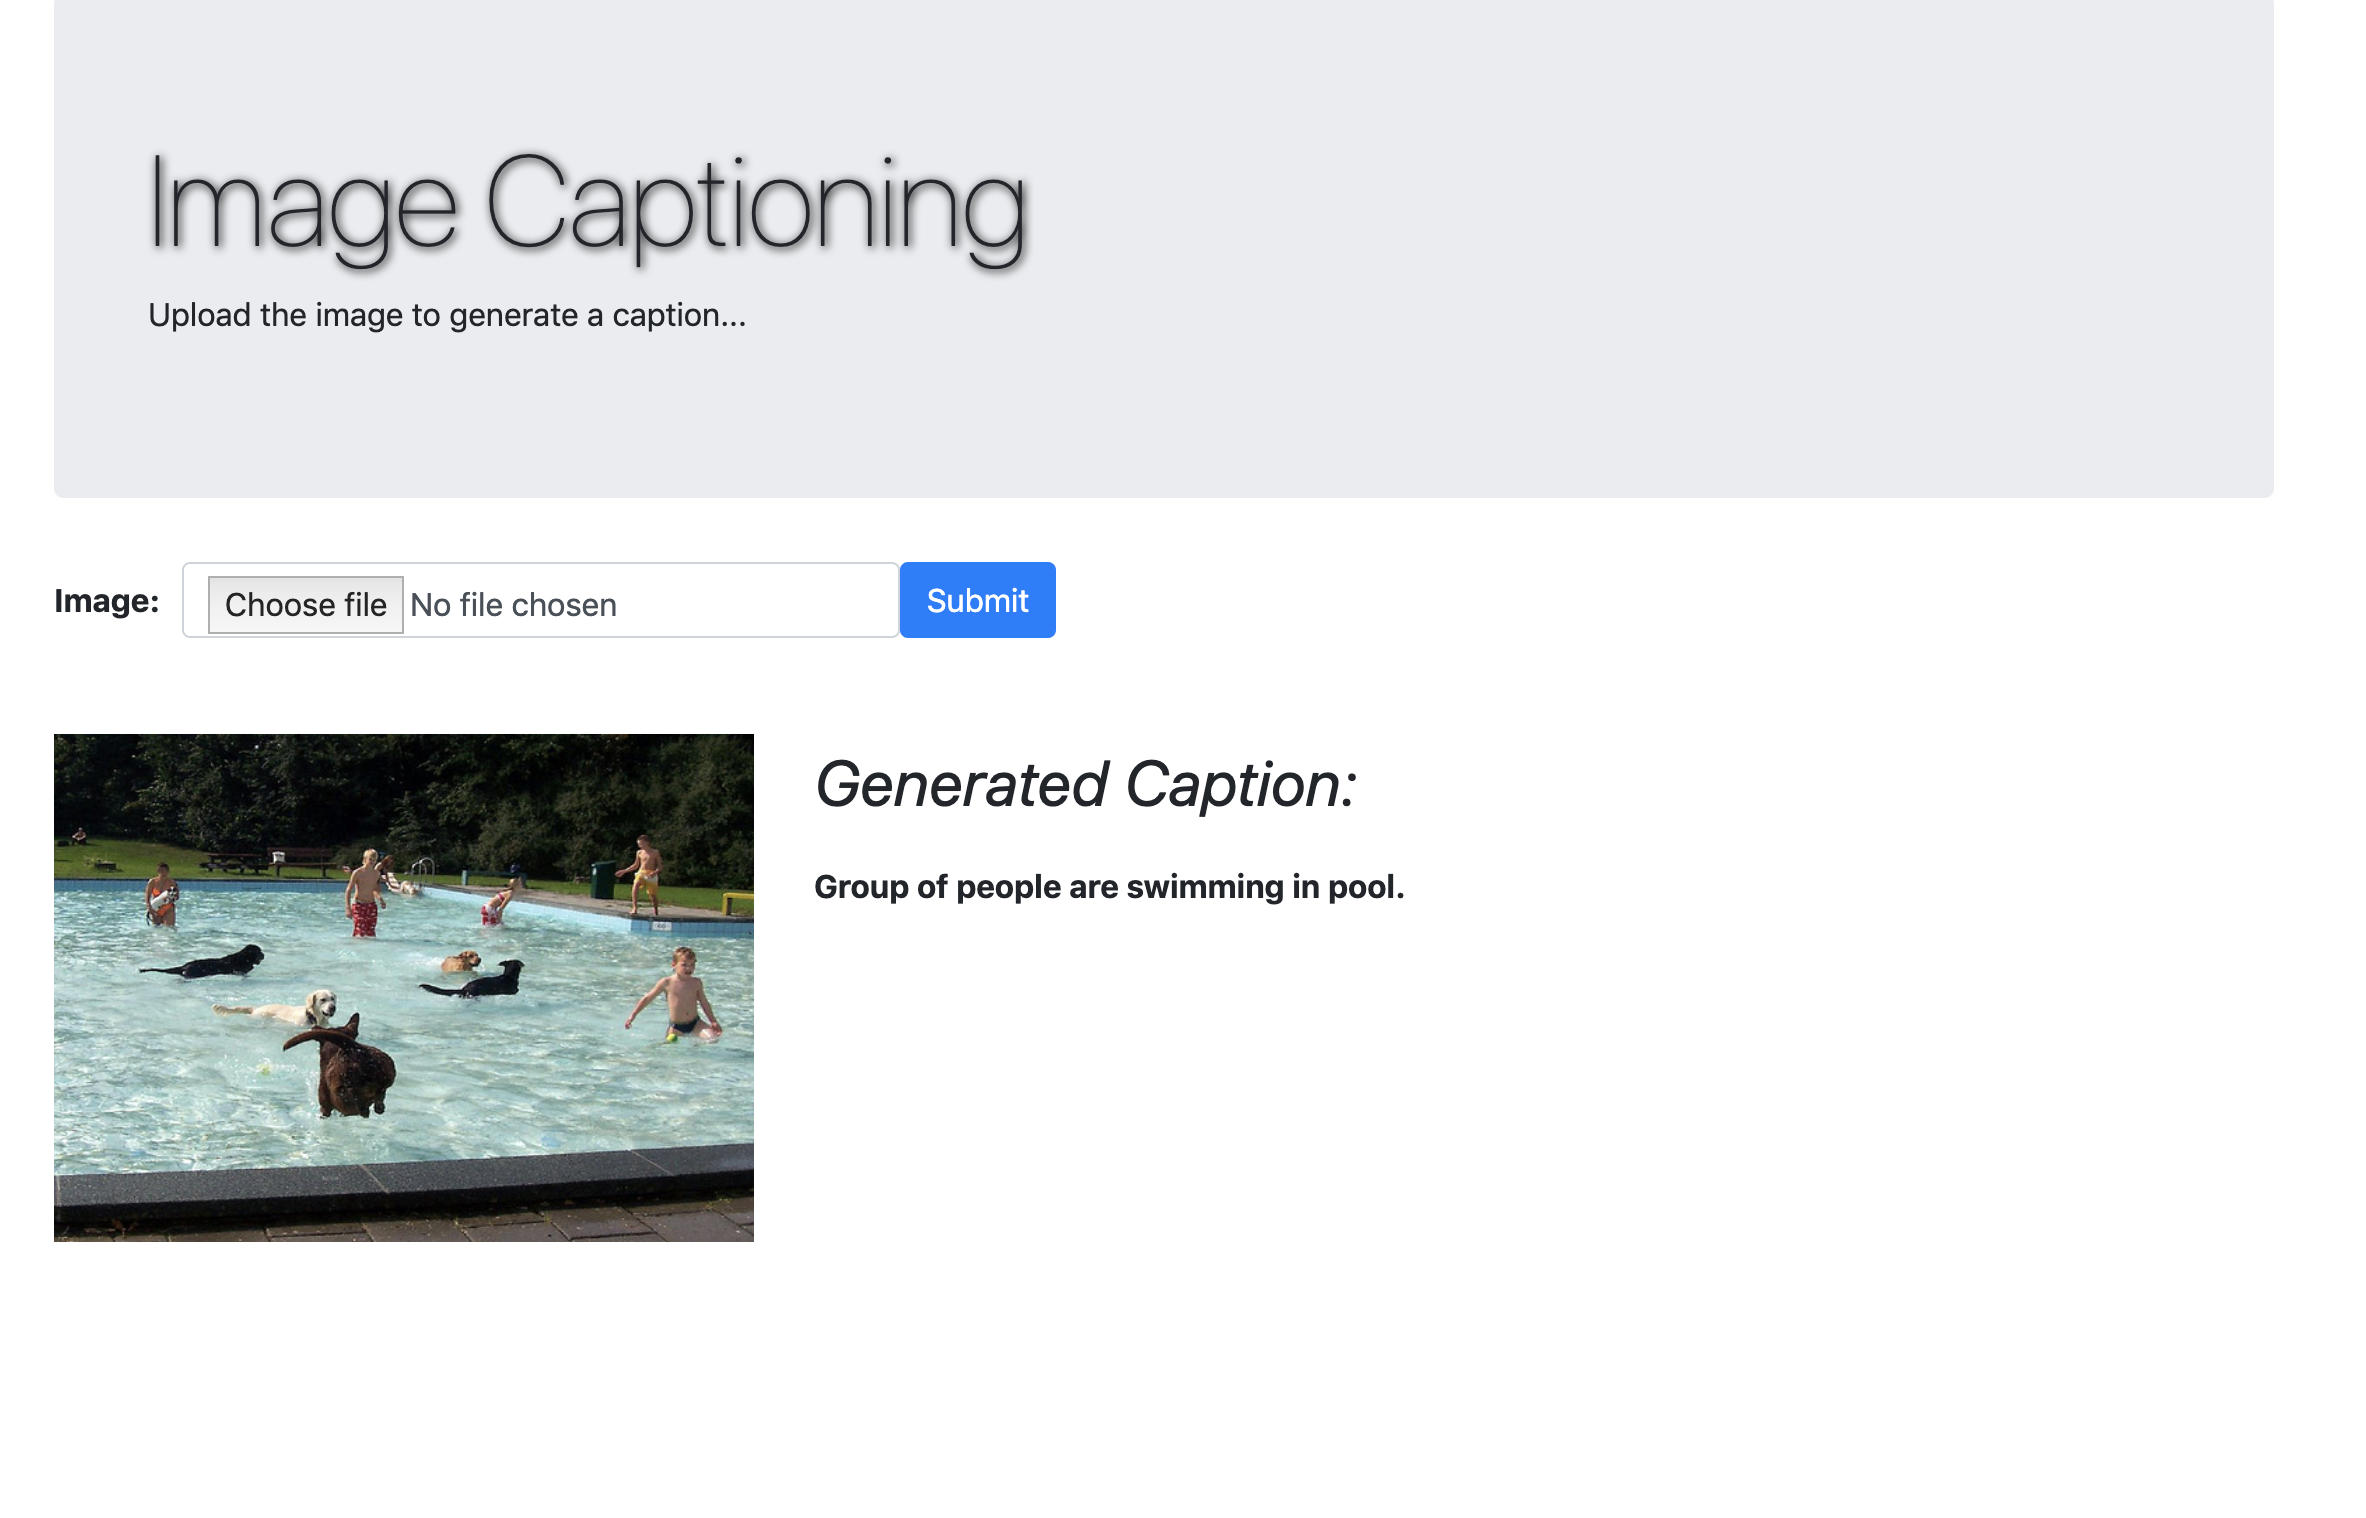 Image Captioning
Upload the image to generate a caption...
Image: Choose file No file chosen Submit
Generated Caption:
Group of people are swimming in pool.